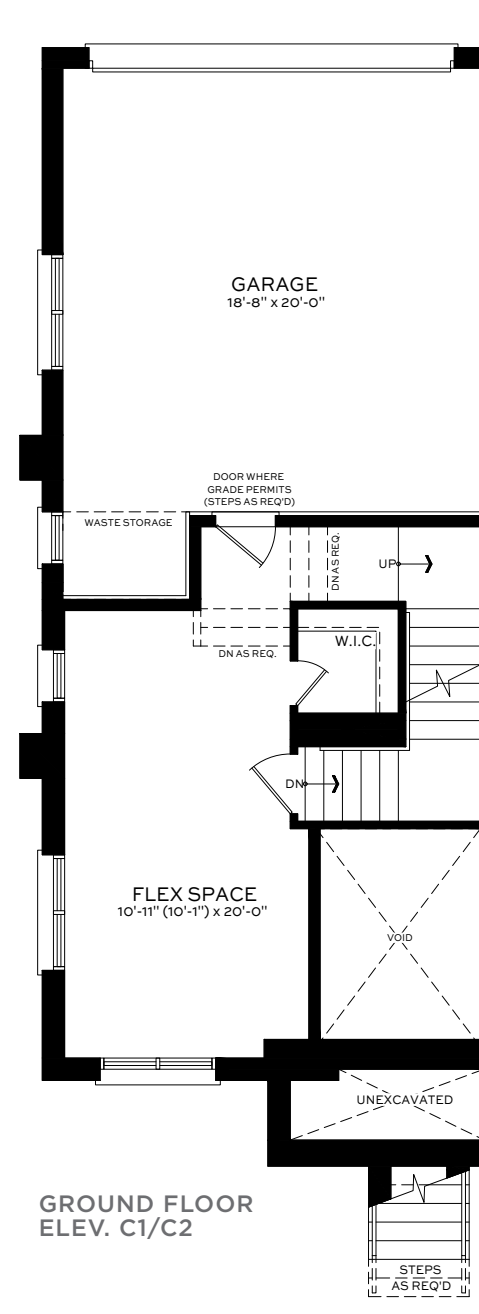 GARAGE
18'-8" x 20'-0"
DOOR WHERE
GRADE PERMITS
(STEPS AS REQ'D)
WASTE STORAGE
DN AS REQ.
UP
W.I.C.
DN AS REQ.
DN
FLEX SPACE
10'-11" (10'-1") x 20'-0"
VOID
UNEXCAVATED
GROUND FLOOR
ELEV. C1/C2
STEPS
AS REQ'D